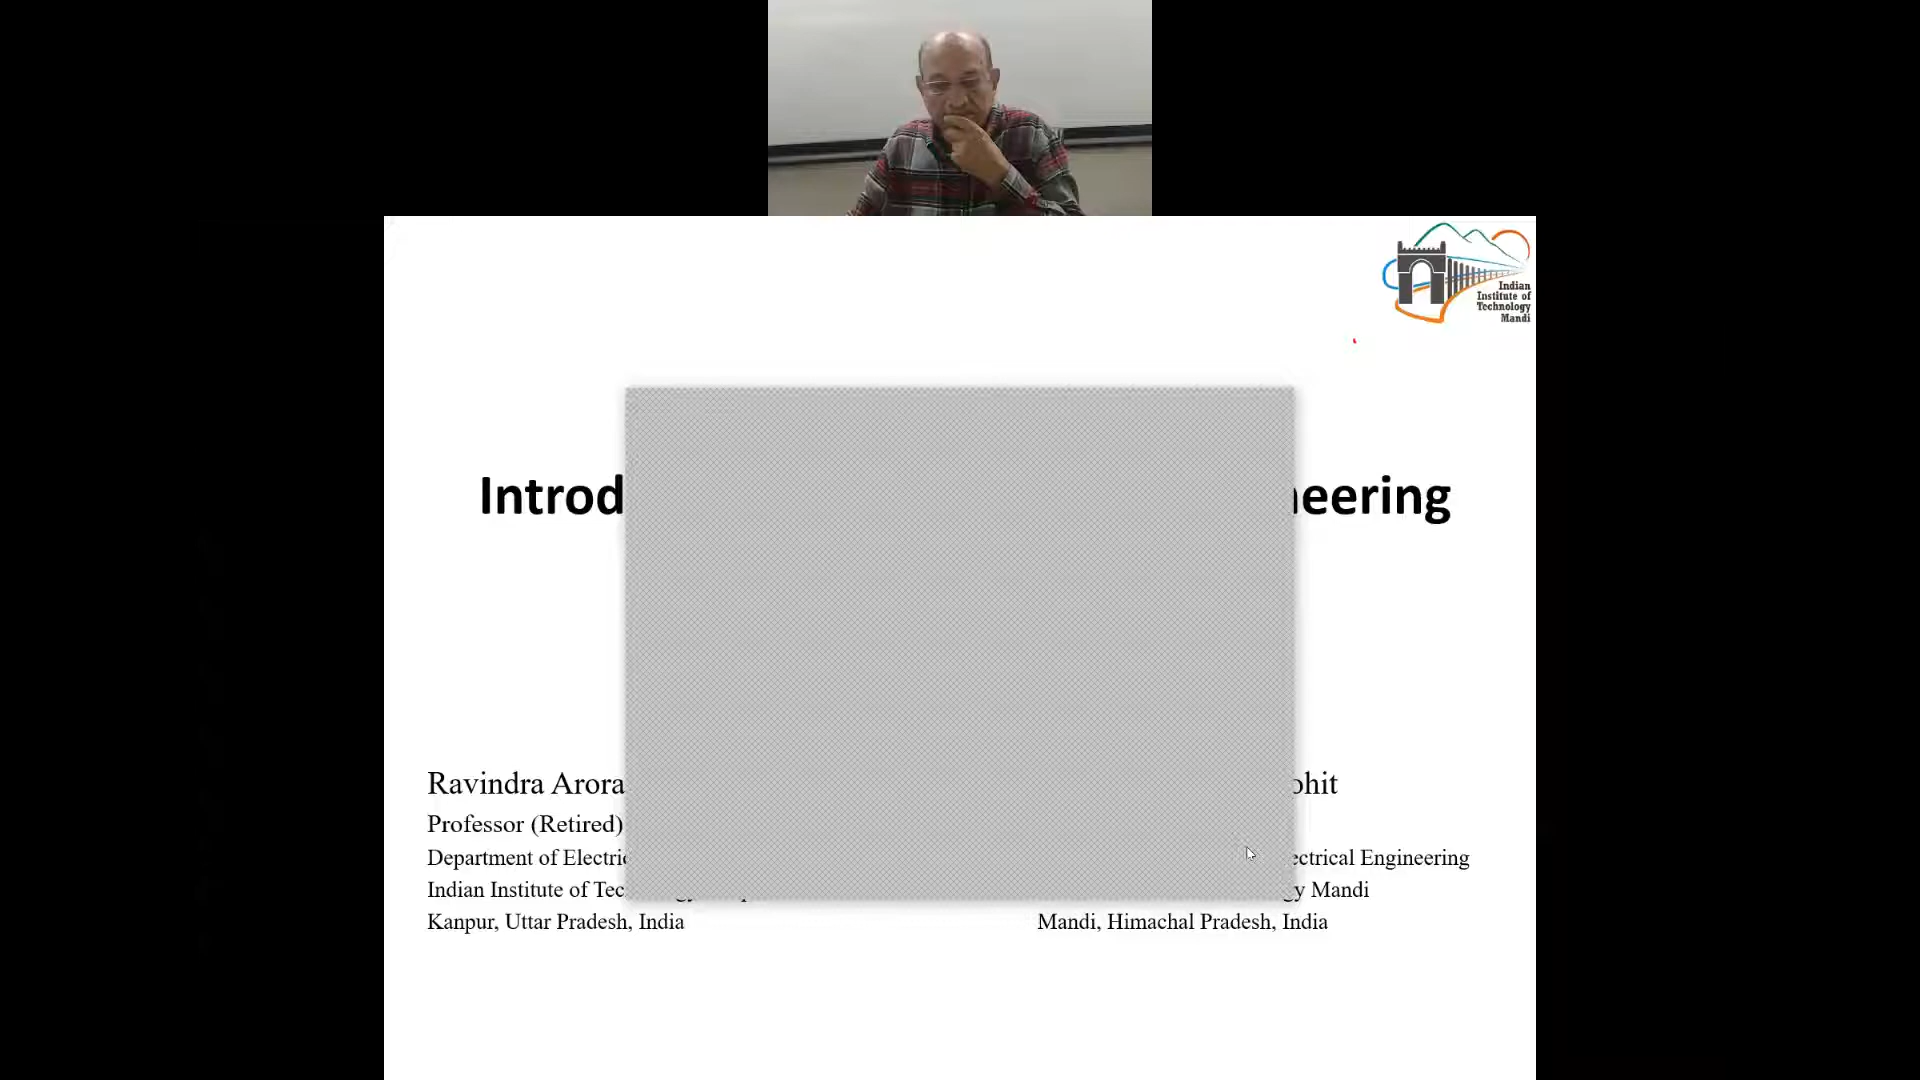 Indian
Institute of
Technology
Mandi
Introd neering
Ravindra Arora
Professor (Retired)
Department of Electri
Indian Institute of Tec
Kanpur, Uttar Pradesh, India
ohit
ectrical Engineering
y Mandi
Mandi, Himachal Pradesh, India